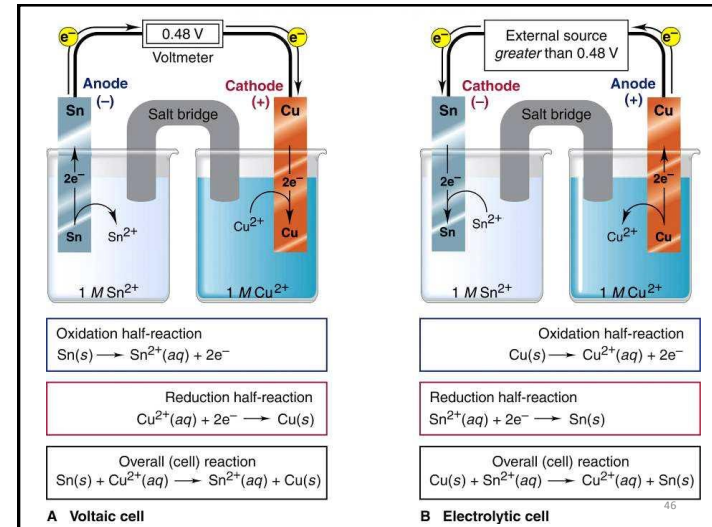 e⁻
0.48 V
Voltmeter
e⁻
Anode
(–)
Cathode
(+)
Sn
Cu
Salt bridge
2e⁻
2e⁻
Sn
Sn²⁺
Cu²⁺
Cu
1 M Sn²⁺
1 M Cu²⁺
Oxidation half-reaction
Sn(s) → Sn²⁺(aq) + 2e⁻
Reduction half-reaction
Cu²⁺(aq) + 2e⁻ → Cu(s)
Overall (cell) reaction
Sn(s) + Cu²⁺(aq) → Sn²⁺(aq) + Cu(s)
A Voltaic cell
e⁻
External source
greater than 0.48 V
e⁻
Cathode
(–)
Anode
(+)
Sn
Cu
Salt bridge
2e⁻
2e⁻
Sn
Sn²⁺
Cu²⁺
Cu
1 M Sn²⁺
1 M Cu²⁺
Oxidation half-reaction
Cu(s) → Cu²⁺(aq) + 2e⁻
Reduction half-reaction
Sn²⁺(aq) + 2e⁻ → Sn(s)
Overall (cell) reaction
Cu(s) + Sn²⁺(aq) → Cu²⁺(aq) + Sn(s)
B Electrolytic cell
46